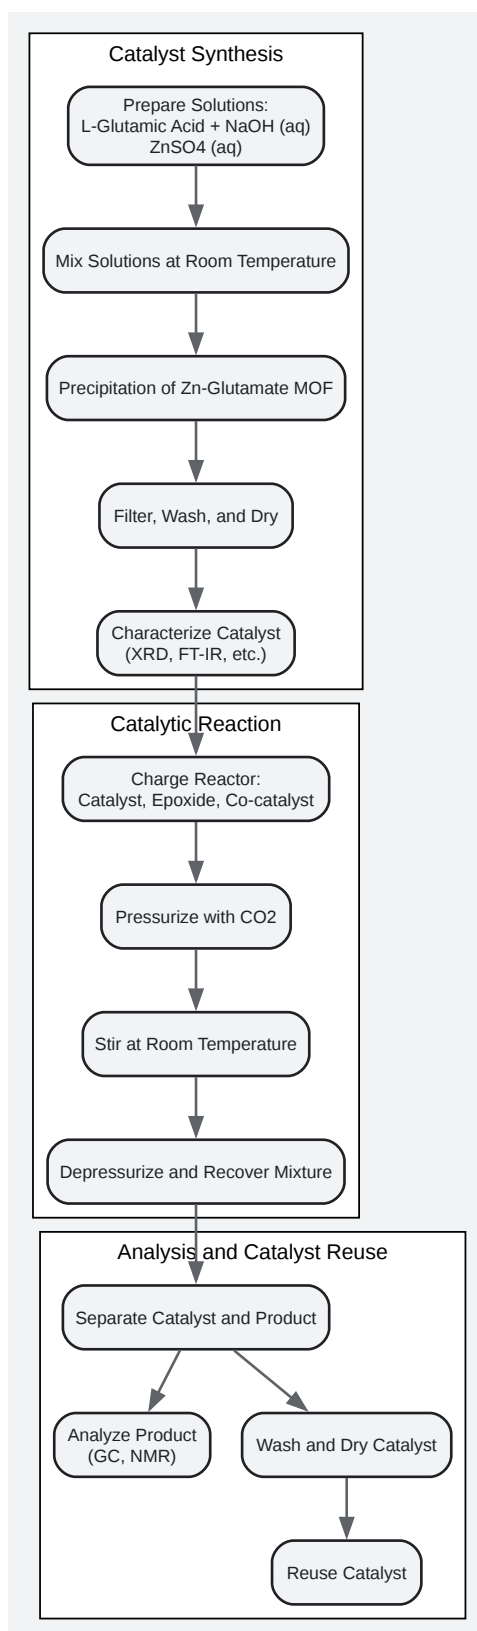 Catalyst Synthesis
Prepare Solutions:
L-Glutamic Acid + NaOH (aq)
ZnSO4 (aq)
Mix Solutions at Room Temperature
Precipitation of Zn-Glutamate MOF
Filter, Wash, and Dry
Characterize Catalyst
(XRD, FT-IR, etc.)
Catalytic Reaction
Charge Reactor:
Catalyst, Epoxide, Co-catalyst
Pressurize with CO2
Stir at Room Temperature
Depressurize and Recover Mixture
Analysis and Catalyst Reuse
Separate Catalyst and Product
Analyze Product
(GC, NMR)
Wash and Dry Catalyst
Reuse Catalyst